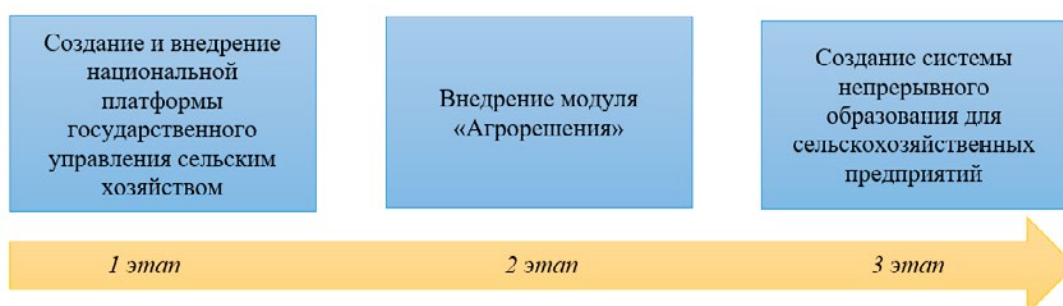 Создание и внедрение
национальной
платформы
государственного
управления сельским
хозяйством
Внедрение модуля
«Агрорешения»
Создание системы
непрерывного
образования для
сельскохозяйственных
предприятий
1 этап
2 этап
3 этап